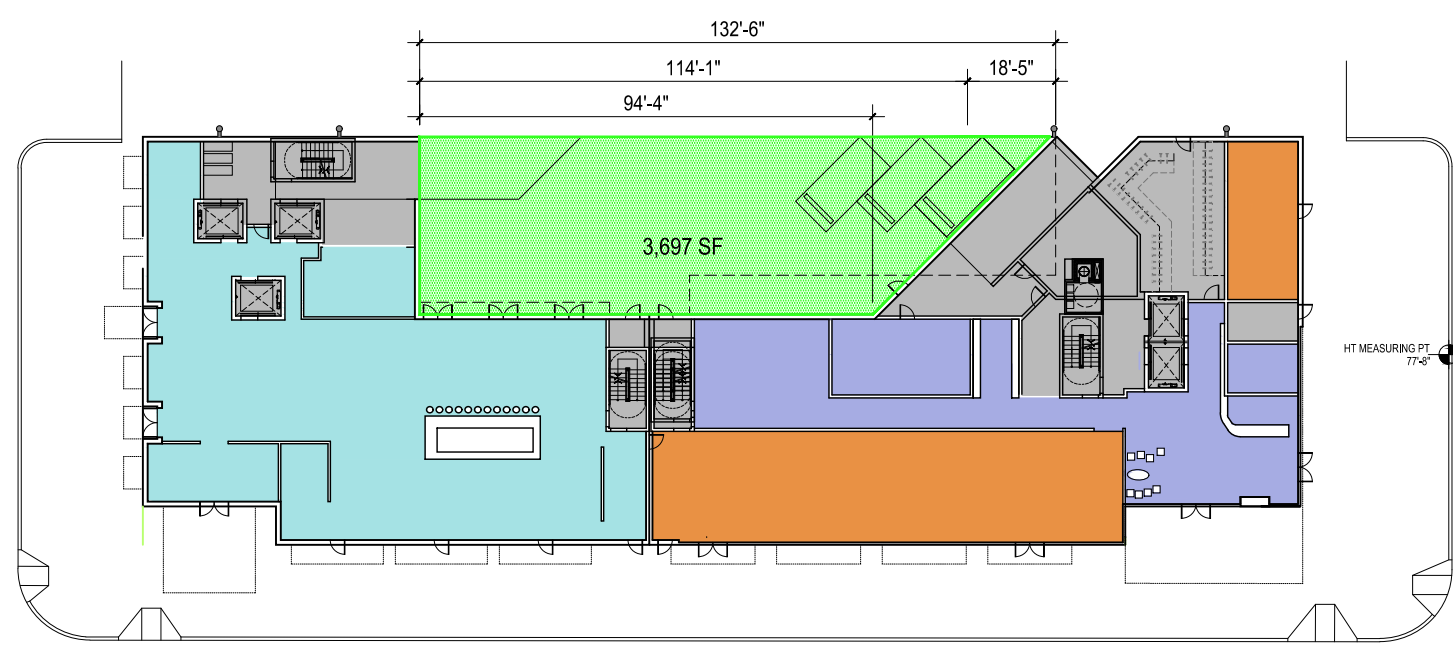 132'-6"
114'-1"
18'-5"
94'-4"
3,697 SF
HT MEASURING PT
77'-8"